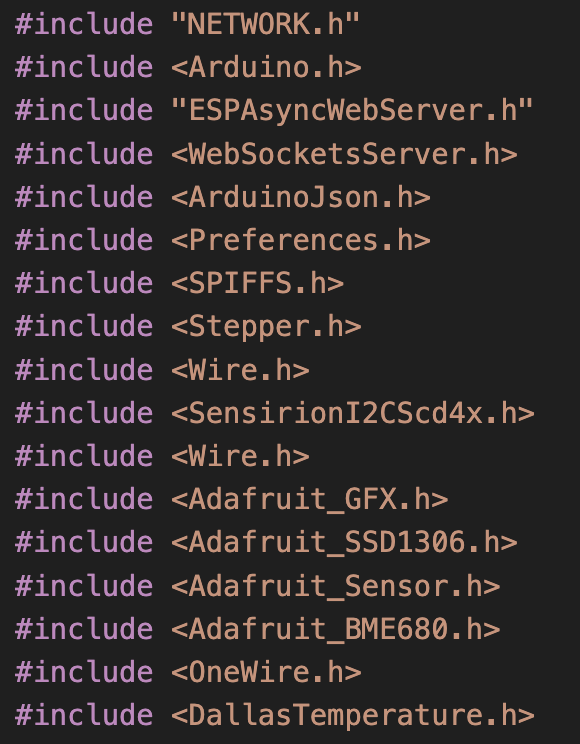 #include "NETWORK.h"
#include <Arduino.h>
#include "ESPAsyncWebServer.h"
#include <WebSocketsServer.h>
#include <ArduinoJson.h>
#include <Preferences.h>
#include <SPIFFS.h>
#include <Stepper.h>
#include <Wire.h>
#include <SensirionI2CScd4x.h>
#include <Wire.h>
#include <Adafruit_GFX.h>
#include <Adafruit_SSD1306.h>
#include <Adafruit_Sensor.h>
#include <Adafruit_BME680.h>
#include <OneWire.h>
#include <DallasTemperature.h>